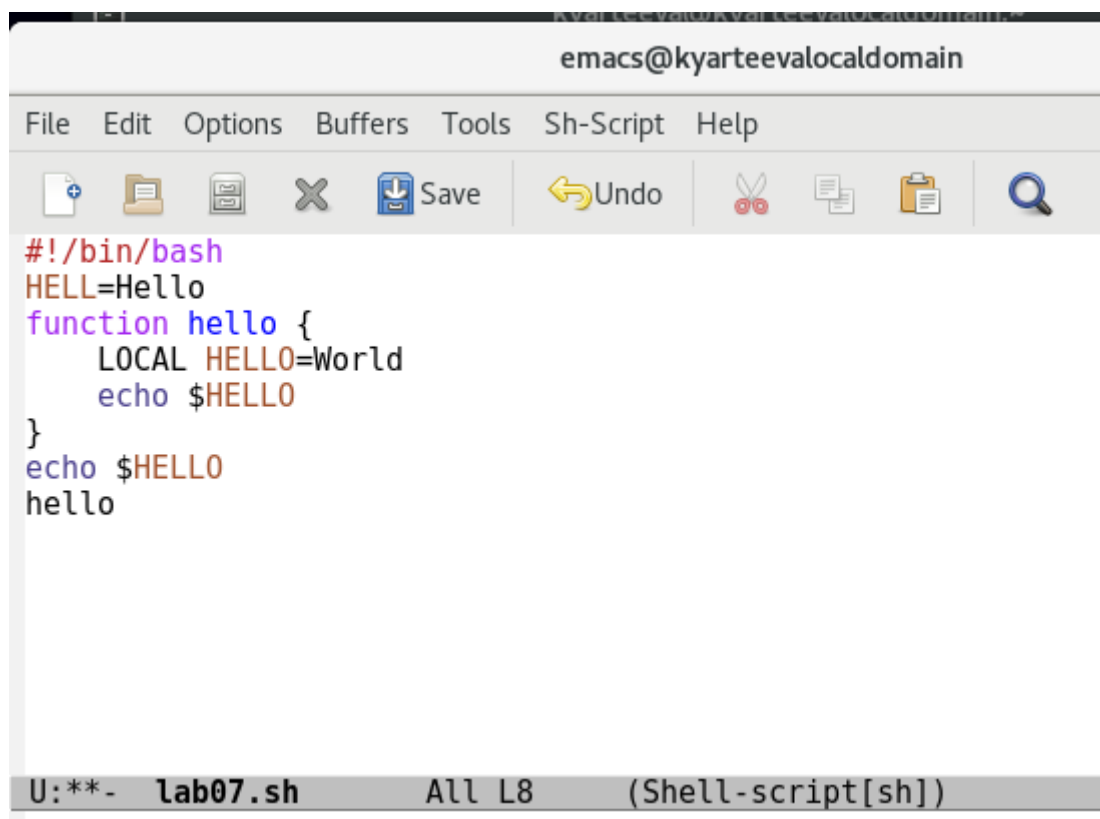 emacs@kyarteevalocaldomain
File Edit Options Buffers Tools Sh-Script Help
Save Undo
#!/bin/bash
HELL=Hello
function hello {
    LOCAL HELLO=World
    echo $HELLO
}
echo $HELLO
hello
U:**- lab07.sh All L8 (Shell-script[sh])